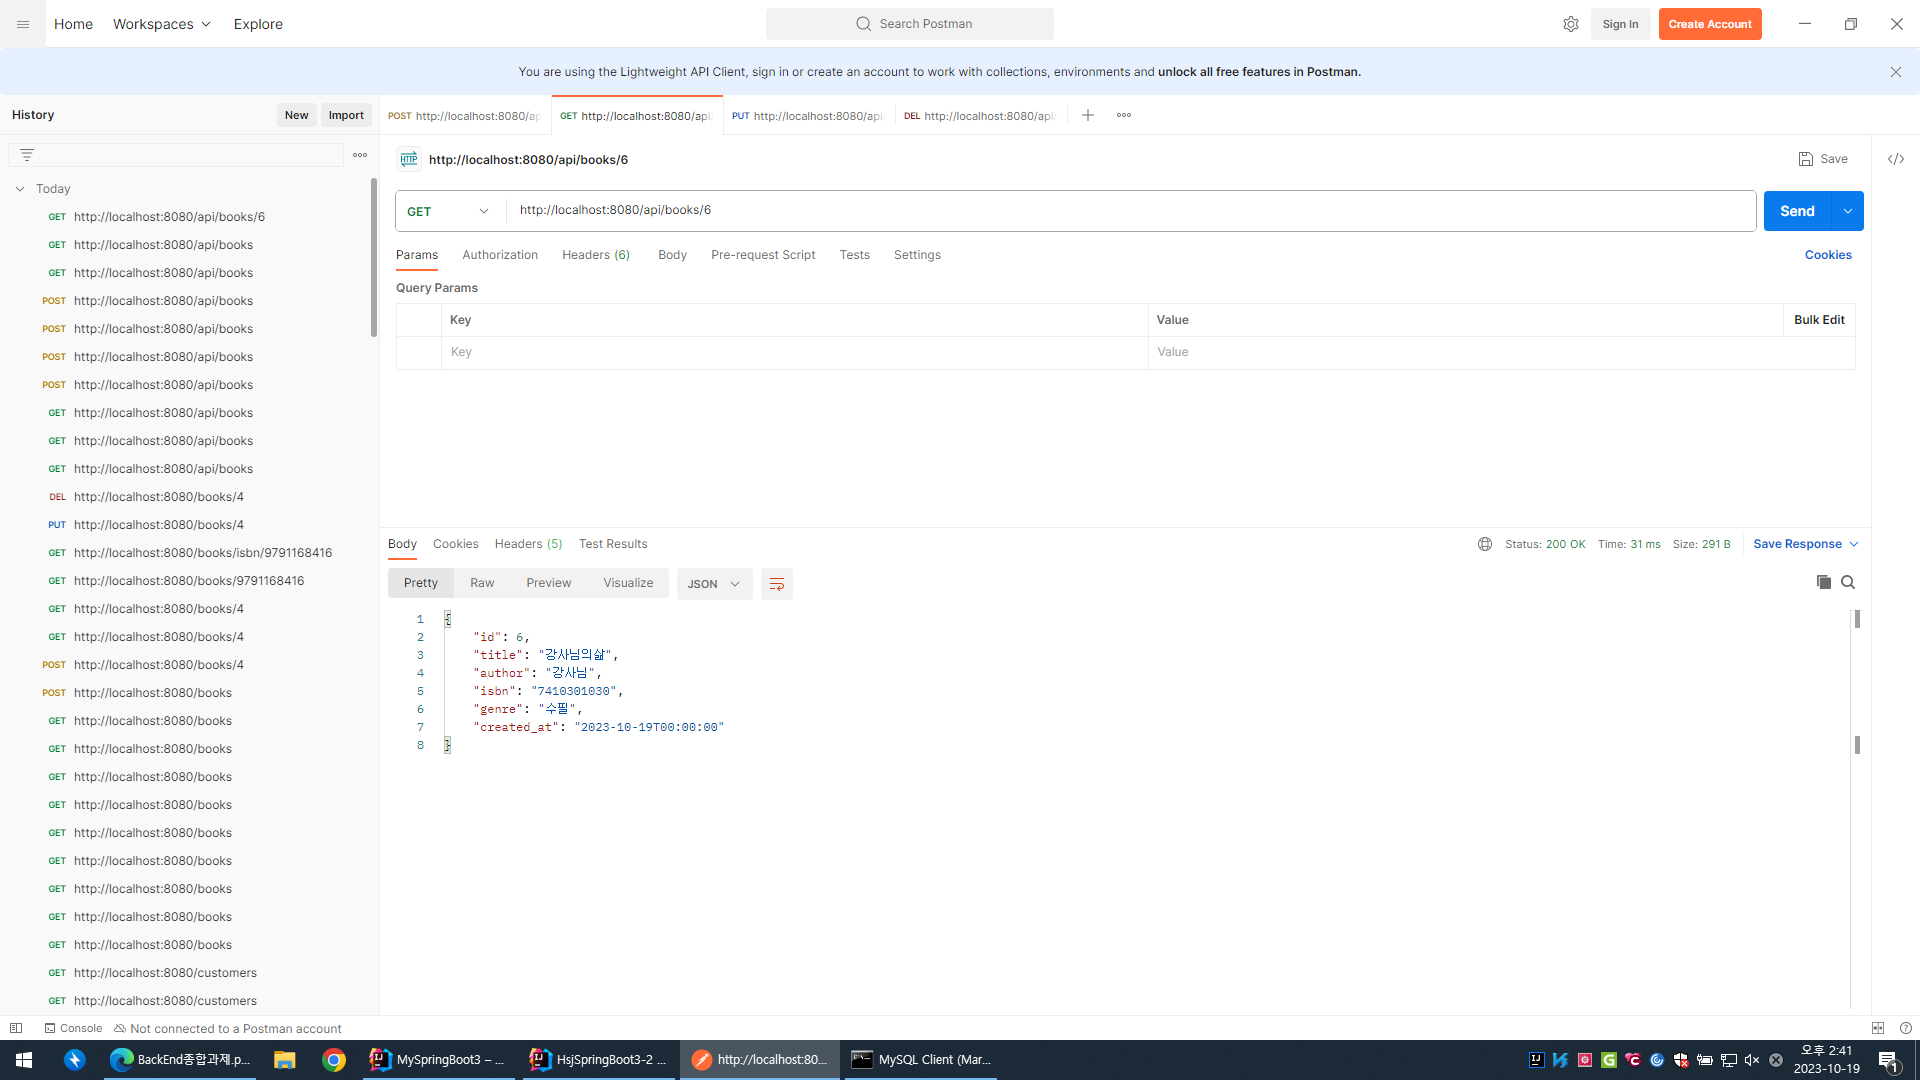 Home Workspaces Explore
Search Postman
Sign In Create Account
You are using the Lightweight API Client, sign in or create an account to work with collections, environments and unlock all free features in Postman.
History New Import
POST http://localhost:8080/ap
GET http://localhost:8080/api
PUT http://localhost:8080/api
DEL http://localhost:8080/api/
HTTP http://localhost:8080/api/books/6
Save
Today
GET http://localhost:8080/api/books/6
GET http://localhost:8080/api/books
GET http://localhost:8080/api/books
POST http://localhost:8080/api/books
POST http://localhost:8080/api/books
POST http://localhost:8080/api/books
POST http://localhost:8080/api/books
GET http://localhost:8080/api/books
GET http://localhost:8080/api/books
GET http://localhost:8080/api/books
DEL http://localhost:8080/books/4
PUT http://localhost:8080/books/4
GET http://localhost:8080/books/isbn/9791168416
GET http://localhost:8080/books/9791168416
GET http://localhost:8080/books/4
GET http://localhost:8080/books/4
POST http://localhost:8080/books/4
POST http://localhost:8080/books
GET http://localhost:8080/books
GET http://localhost:8080/books
GET http://localhost:8080/books
GET http://localhost:8080/books
GET http://localhost:8080/books
GET http://localhost:8080/books
GET http://localhost:8080/books
GET http://localhost:8080/books
GET http://localhost:8080/books
GET http://localhost:8080/customers
GET http://localhost:8080/customers
GET http://localhost:8080/api/books/6 Send
Params Authorization Headers (6) Body Pre-request Script Tests Settings Cookies
Query Params
Key Value Bulk Edit
Key Value
Body Cookies Headers (5) Test Results
Status: 200 OK Time: 31 ms Size: 291 B Save Response
Pretty Raw Preview Visualize JSON
1 {
2 "id": 6,
3 "title": "강사님의삶",
4 "author": "강사님",
5 "isbn": "7410301030",
6 "genre": "수필",
7 "created_at": "2023-10-19T00:00:00"
8 }
Console Not connected to a Postman account
BackEnd종합과제.p...
MySpringBoot3 – ...
HsjSpringBoot3-2 ...
http://localhost:80...
MySQL Client (Mar...
오후 2:41
2023-10-19
1